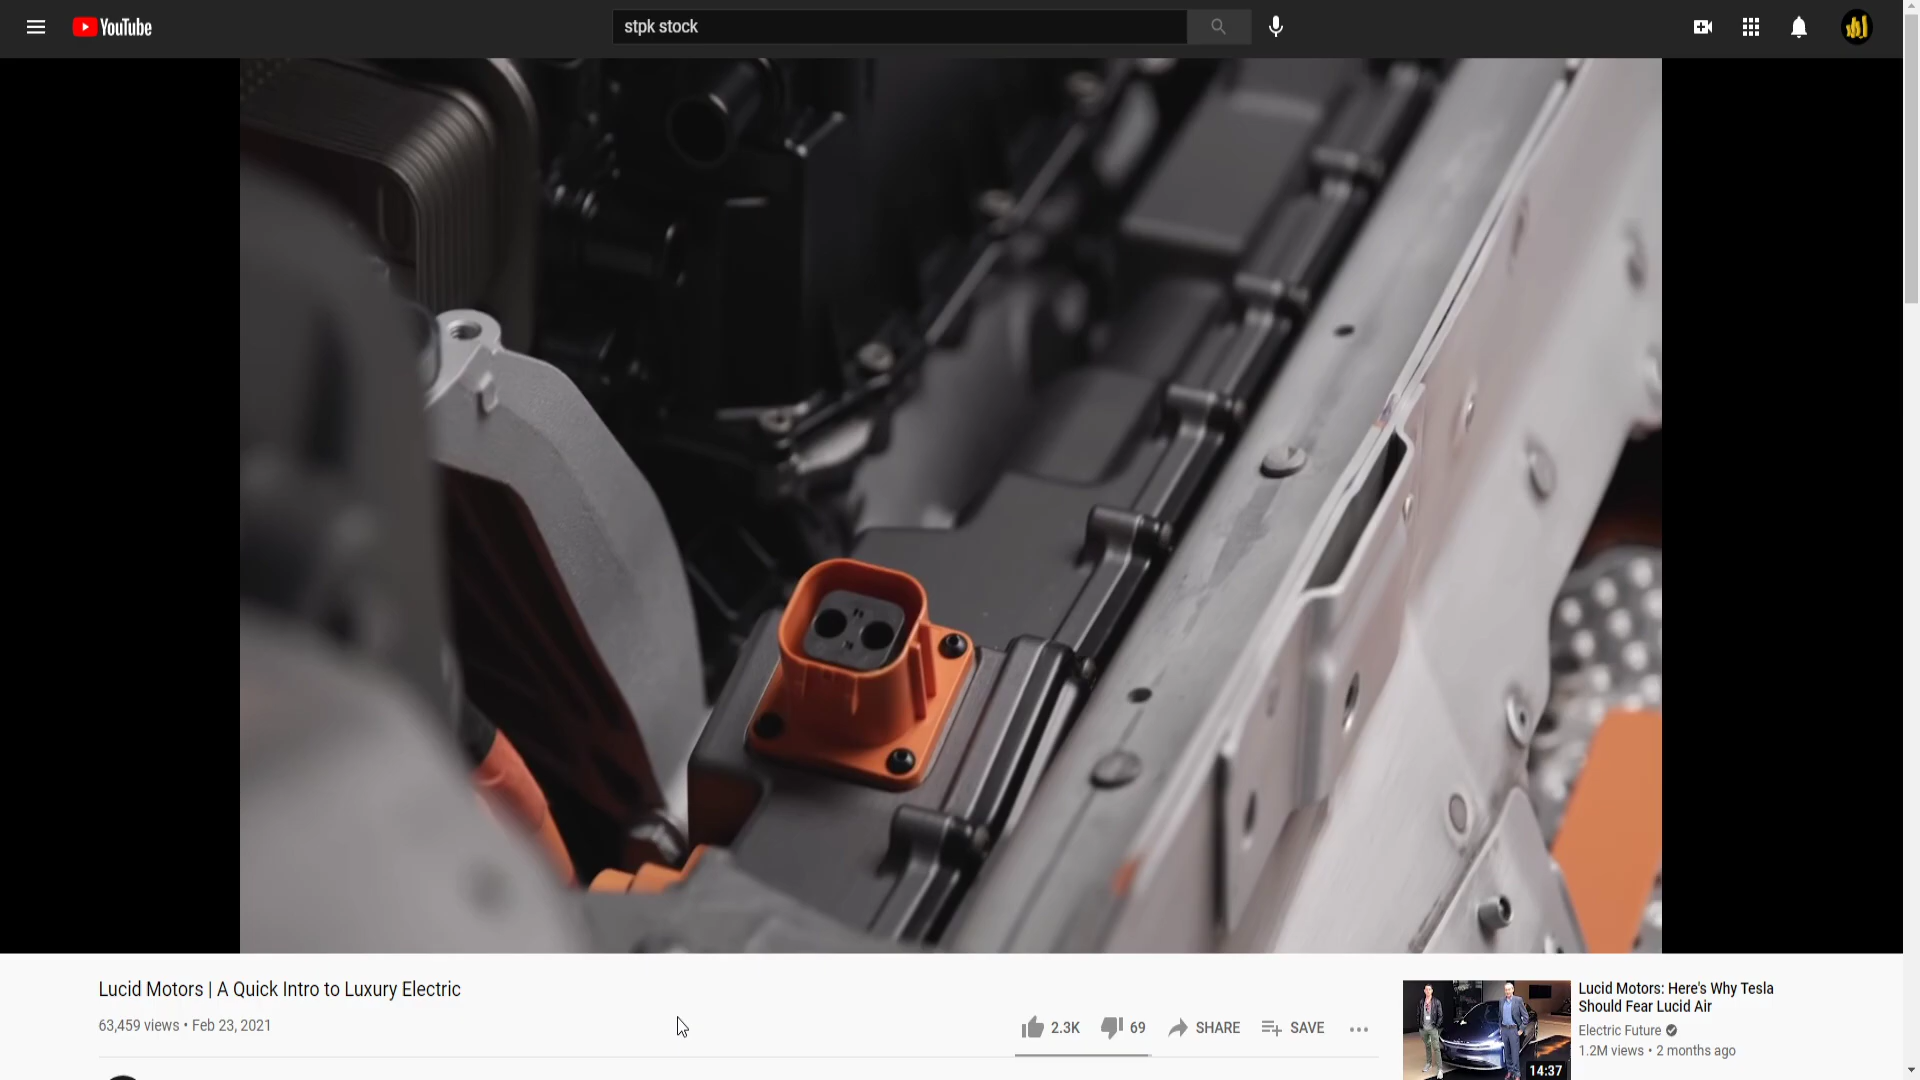 YouTube
stpk stock
Lucid Motors | A Quick Intro to Luxury Electric
63,459 views • Feb 23, 2021
2.3K
69
SHARE
SAVE
Lucid Motors: Here's Why Tesla
Should Fear Lucid Air
Electric Future
1.2M views • 2 months ago
14:37